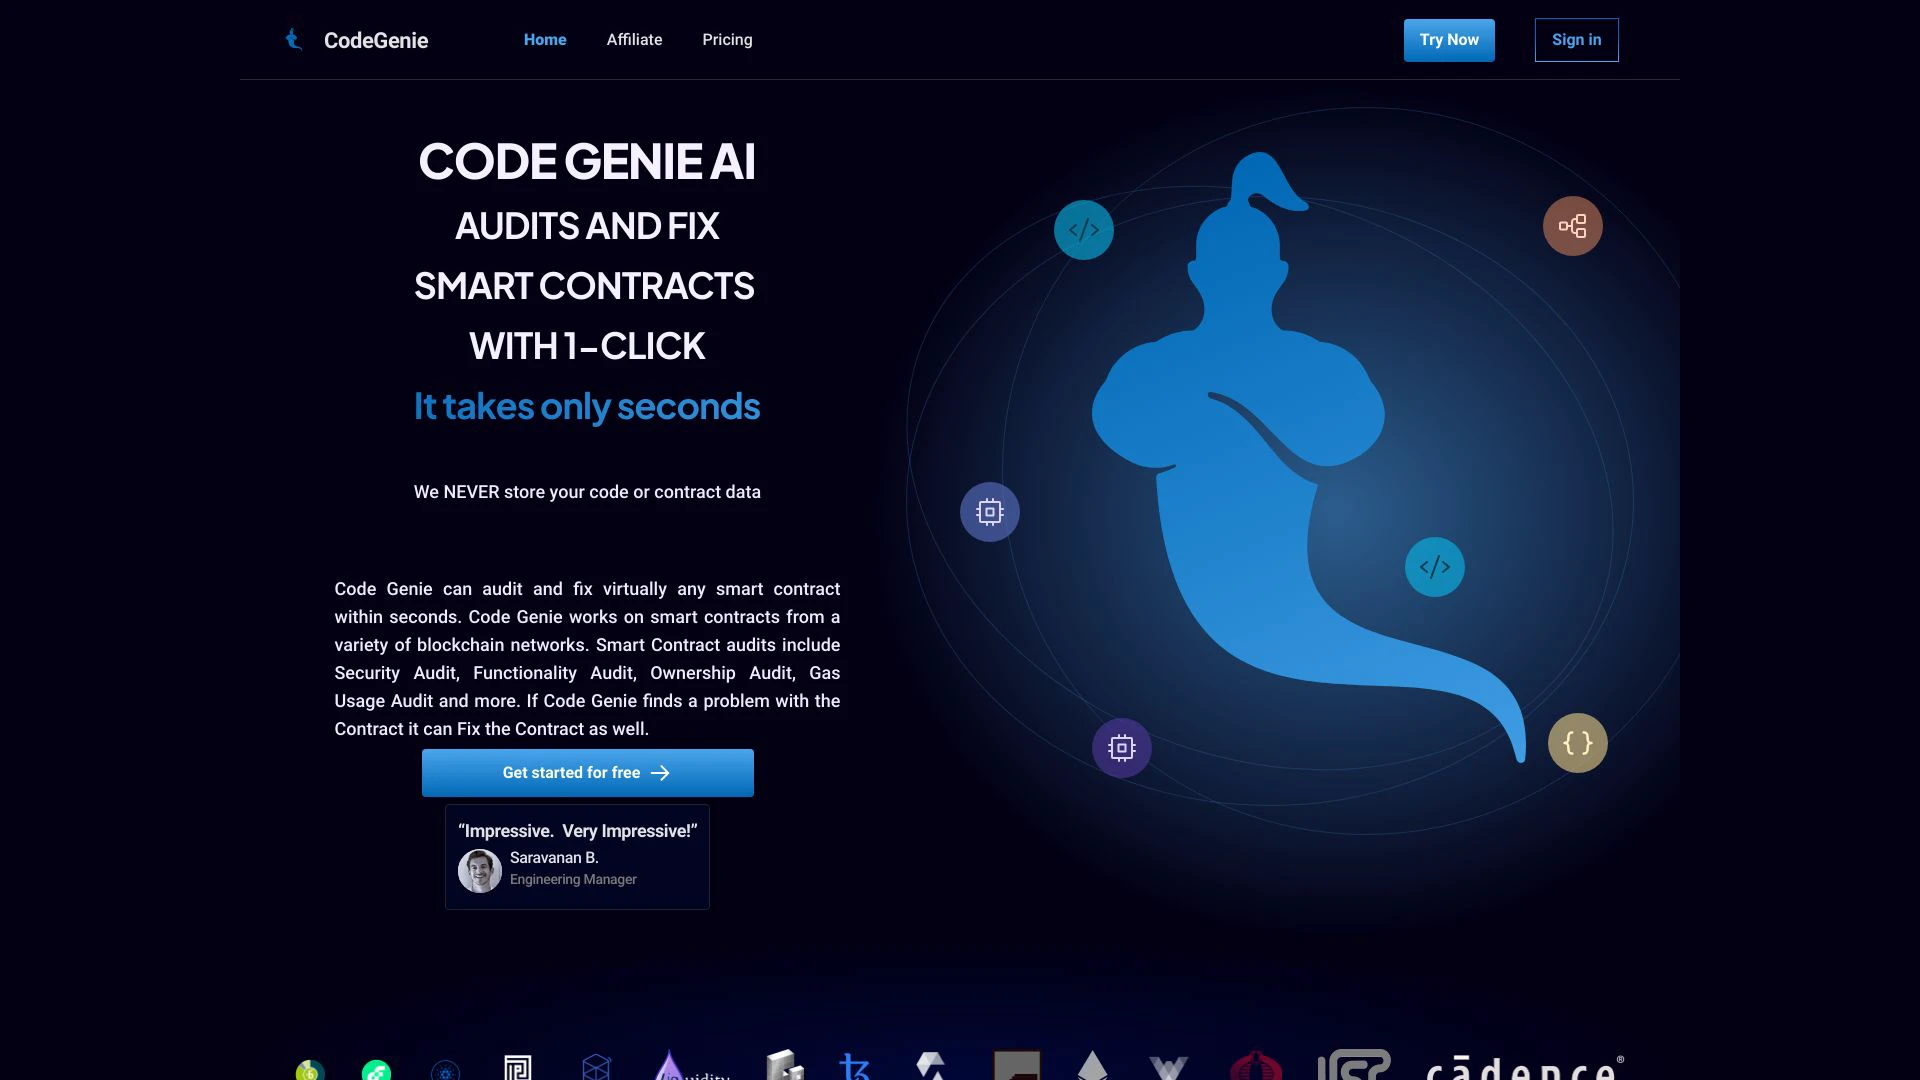 CodeGenie
Home
Affiliate
Pricing
Try Now
Sign in
CODE GENIE AI
AUDITS AND FIX
SMART CONTRACTS
WITH 1-CLICK
It takes only seconds
We NEVER store your code or contract data
Code Genie can audit and fix virtually any smart contract
within seconds. Code Genie works on smart contracts from a
variety of blockchain networks. Smart Contract audits include
Security Audit, Functionality Audit, Ownership Audit, Gas
Usage Audit and more. If Code Genie finds a problem with the
Contract it can Fix the Contract as well.
Get started for free
“Impressive. Very Impressive!”
Saravanan B.
Engineering Manager
cādence®